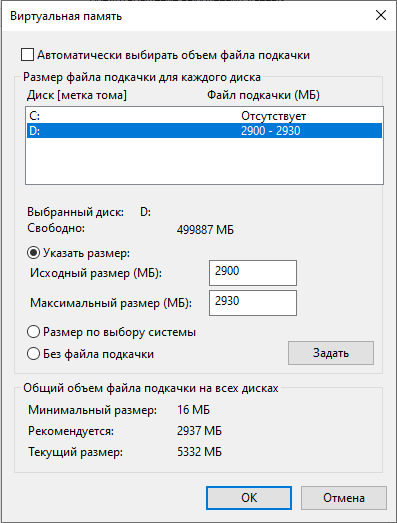 Виртуальная память
Автоматически выбирать объем файла подкачки
Размер файла подкачки для каждого диска
Диск [метка тома] Файл подкачки (МБ)
C: Отсутствует
D: 2900 - 2930
Выбранный диск: D:
Свободно: 499887 МБ
Указать размер:
Исходный размер (МБ): 2900
Максимальный размер (МБ): 2930
Размер по выбору системы
Без файла подкачки Задать
Общий объем файла подкачки на всех дисках
Минимальный размер: 16 МБ
Рекомендуется: 2937 МБ
Текущий размер: 5332 МБ
OK Отмена